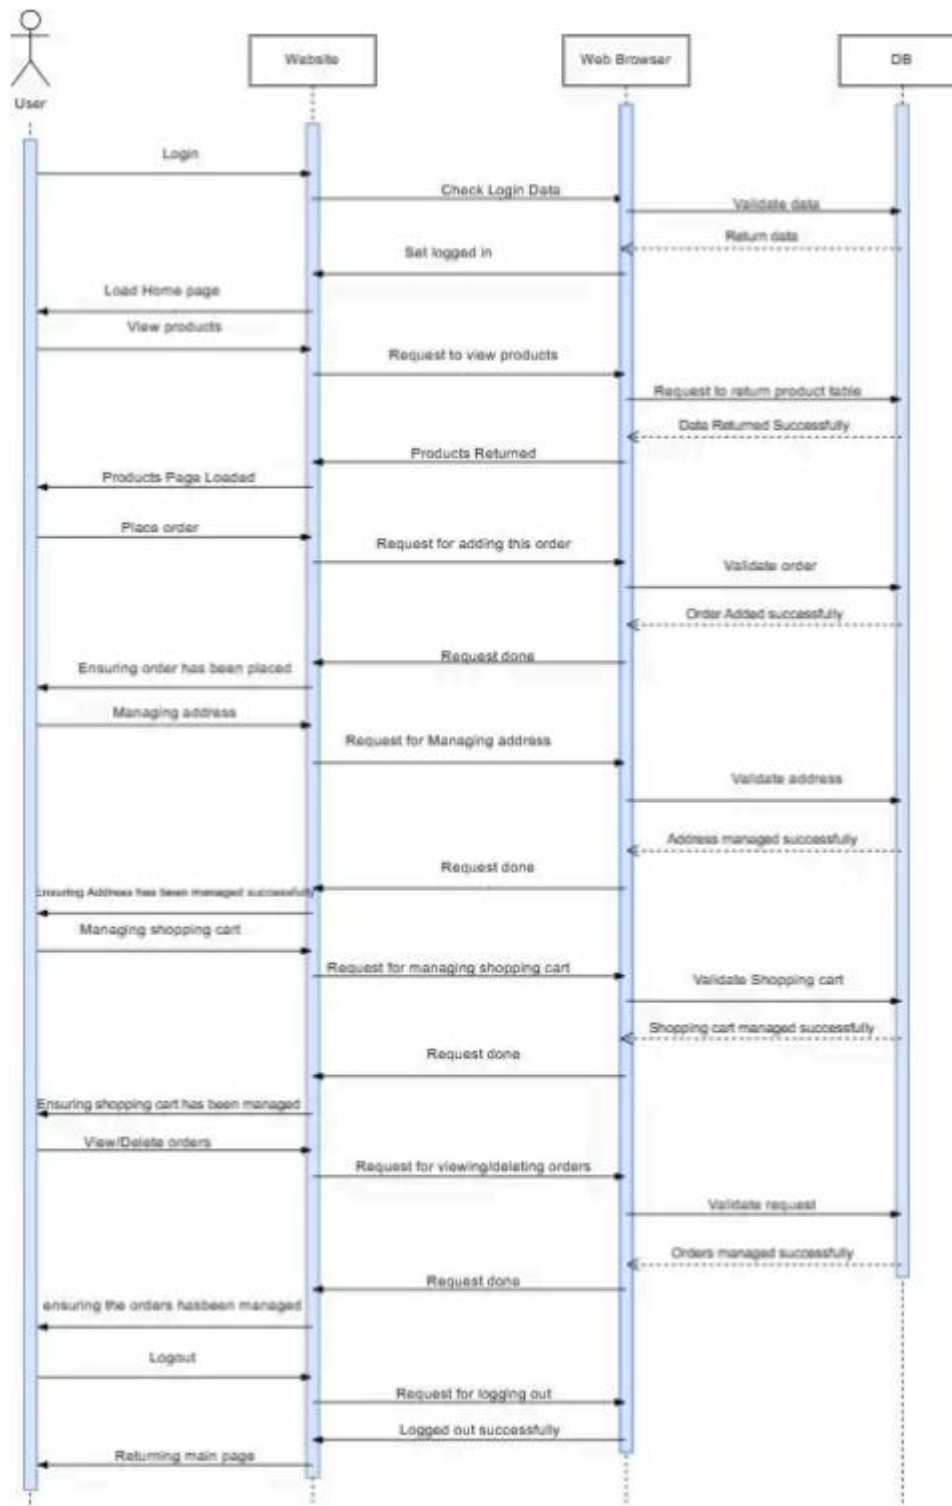 Website
Web Browser
DB
User
Login
Check Login Data
Validate data
Return data
Set logged in
Load Home page
View products
Request to view products
Request to return product table
Data Returned Successfully
Products Returned
Products Page Loaded
Place order
Request for adding this order
Validate order
Order Added successfully
Request done
Ensuring order has been placed
Managing address
Request for Managing address
Validate address
Address managed successfully
Request done
Ensuring Address has been managed successfully
Managing shopping cart
Request for managing shopping cart
Validate Shopping cart
Shopping cart managed successfully
Request done
Ensuring shopping cart has been managed
View/Delete orders
Request for viewing/deleting orders
Validate request
Orders managed successfully
Request done
ensuring the orders hasbeen managed
Logout
Request for logging out
Logged out successfully
Returning main page